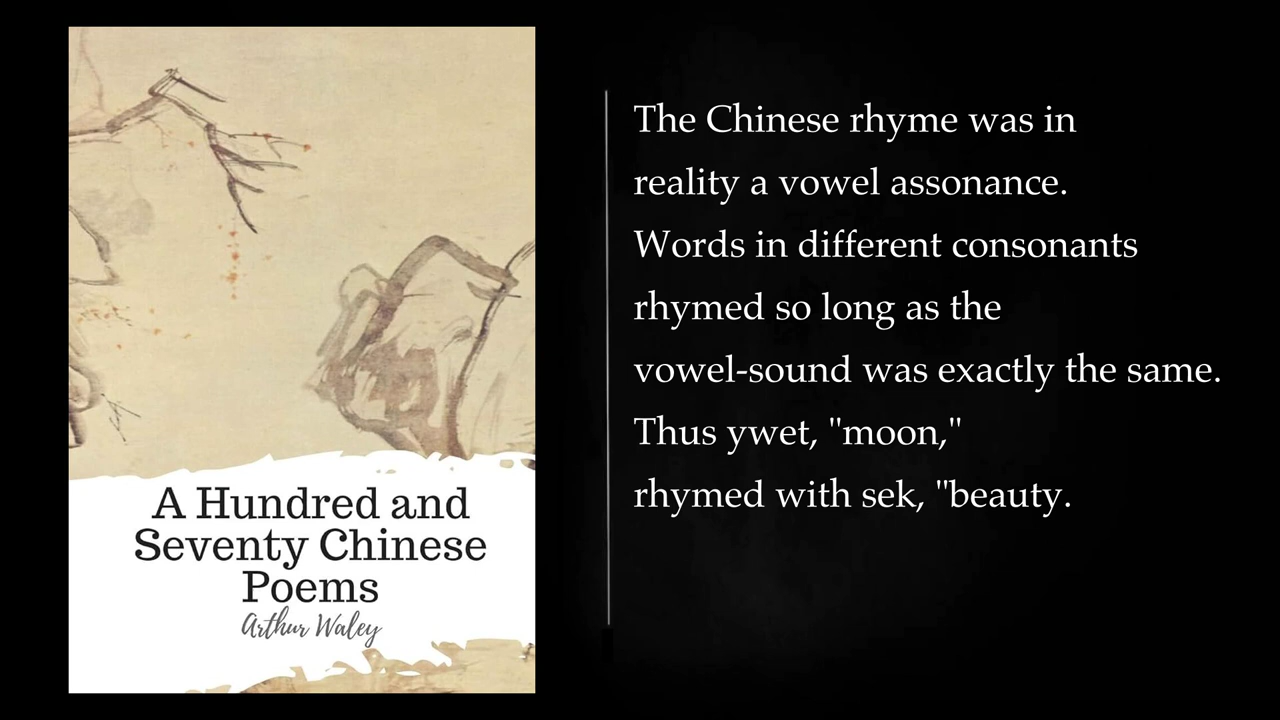 A Hundred and
Seventy Chinese
Poems
Arthur Waley
The Chinese rhyme was in
reality a vowel assonance.
Words in different consonants
rhymed so long as the
vowel-sound was exactly the same.
Thus ywet, "moon,"
rhymed with sek, "beauty.